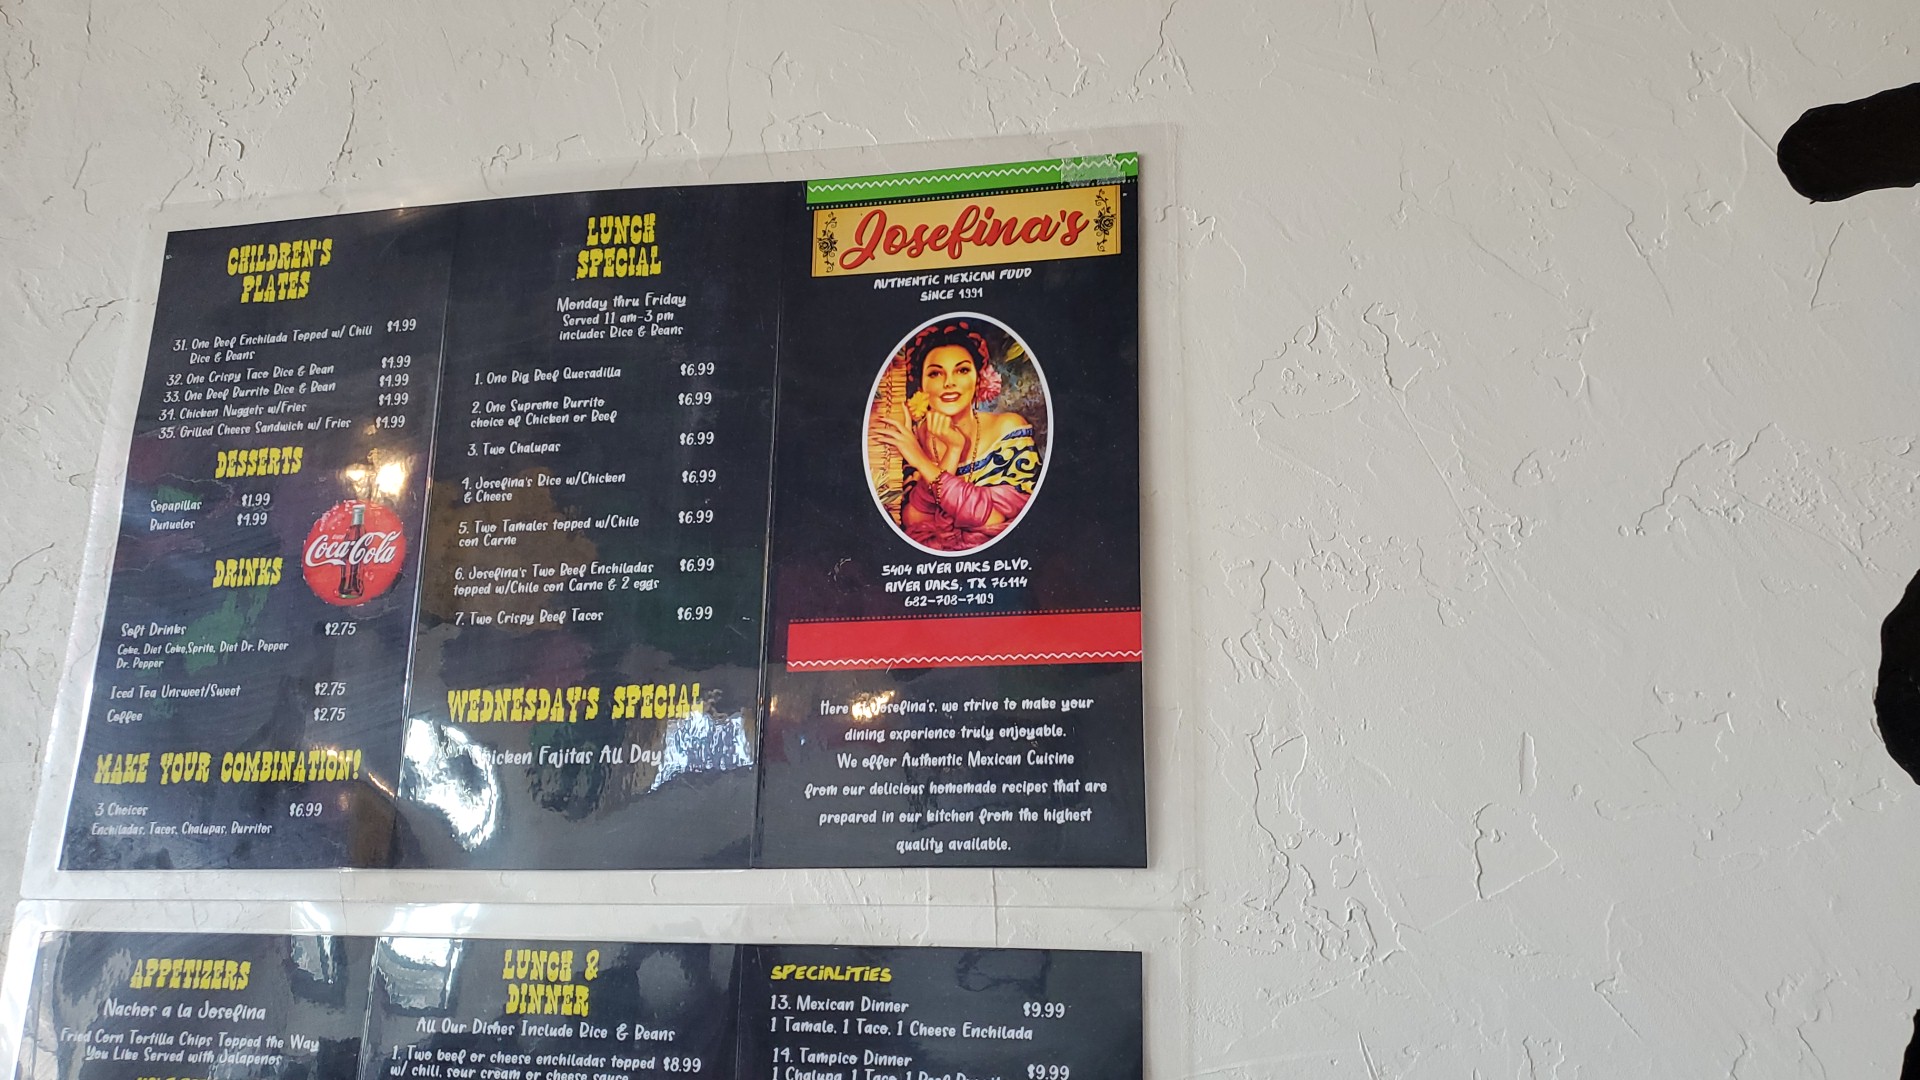 CHILDREN'S
PLATES
31. One Beef Enchilada Topped w/ Chili $4.99
Rice & Beans
32. One Crispy Taco Rice & Bean $4.99
33. One Beef Burrito Rice & Bean $4.99
34. Chicken Nuggets w/Fries $4.99
35. Grilled Cheese Sandwich w/ Fries $4.99
DESSERTS
Sopapillas $1.99
Bunuelos $4.99
Coca-Cola
DRINKS
Soft Drinks $2.75
Coke, Diet Coke,Sprite, Diet Dr. Pepper
Dr. Pepper
Iced Tea Unsweet/Sweet $2.75
Coffee $2.75
MAKE YOUR COMBINATION!
3 Choices $6.99
Enchiladas, Tacos, Chalupas, Burritos
LUNCH
SPECIAL
Monday thru Friday
Served 11 am-3 pm
includes Rice & Beans
1. One Big Beef Quesadilla $6.99
2. One Supreme Burrito $6.99
choice of Chicken or Beef
3. Two Chalupas $6.99
4. Josefina's Rice w/Chicken $6.99
& Cheese
5. Two Tamales topped w/Chile $6.99
con Carne
6. Josefina's Two Beef Enchiladas $6.99
topped w/Chile con Carne & 2 eggs
7. Two Crispy Beef Tacos $6.99
WEDNESDAY'S SPECIAL
Chicken Fajitas All Day
Josefina's
AUTHENTIC MEXICAN FOOD
SINCE 1991
5404 RIVER OAKS BLVD.
RIVER OAKS, TX 76114
682-708-7109
Here Josefina's, we strive to make your
dining experience truly enjoyable.
We offer Authentic Mexican Cuisine
from our delicious homemade recipes that are
prepared in our kitchen from the highest
quality available.
APPETIZERS
Nachos a la Josefina
Fried Corn Tortilla Chips Topped the Way
You Like Served with Jalapenos
LUNCH &
DINNER
All Our Dishes Include Rice & Beans
1. Two beef or cheese enchiladas topped $8.99
w/ chili, sour cream or cheese sauce
SPECIALITIES
13. Mexican Dinner $9.99
1 Tamale, 1 Taco, 1 Cheese Enchilada
14. Tampico Dinner $9.99
1 Chalupa, 1 Taco, 1 Beef